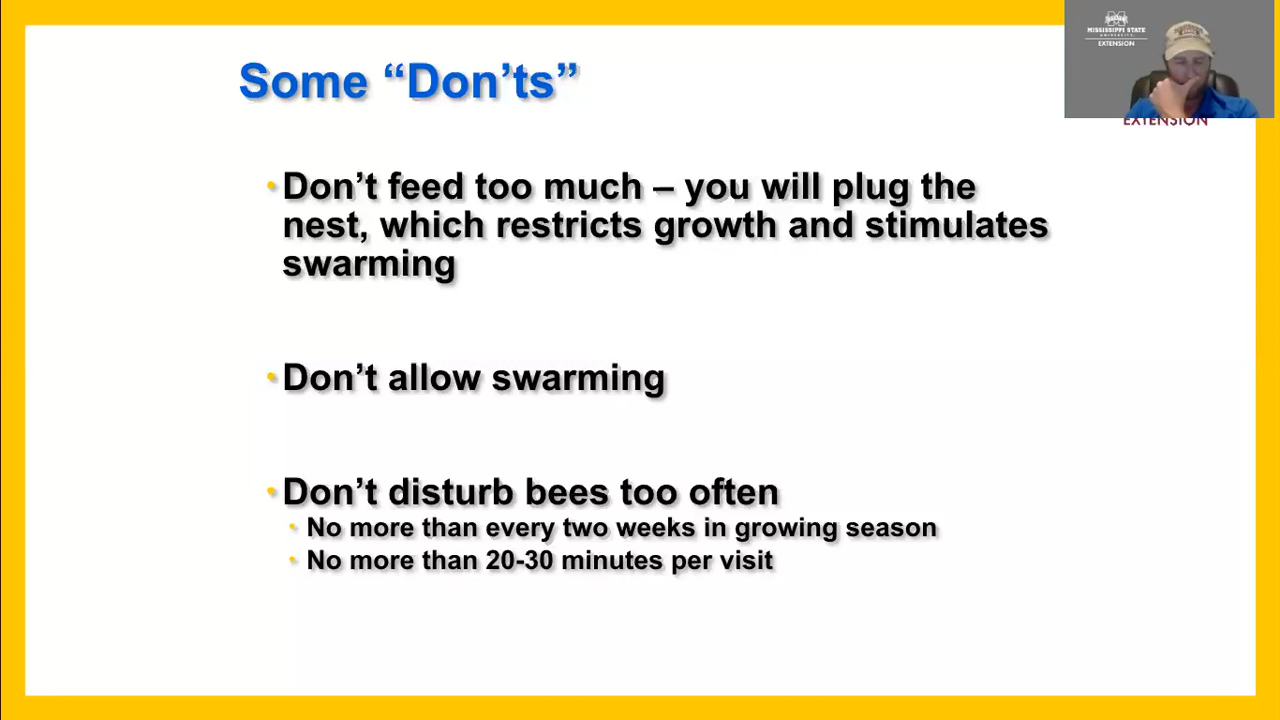 Some “Don’ts”
MISSISSIPPI STATE
UNIVERSITY
EXTENSION
EXTENSION
• Don’t feed too much – you will plug the
nest, which restricts growth and stimulates
swarming
• Don’t allow swarming
• Don’t disturb bees too often
• No more than every two weeks in growing season
• No more than 20-30 minutes per visit